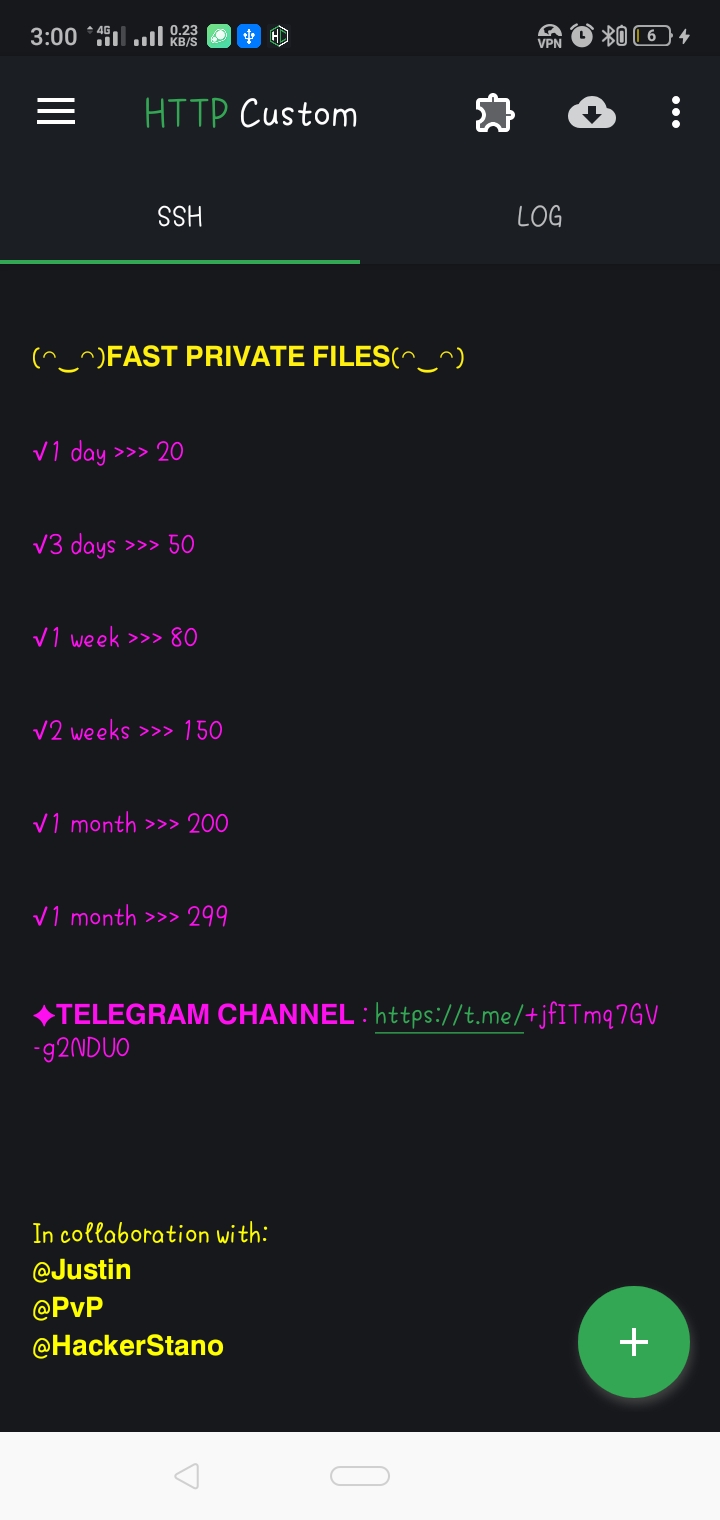 3:00 4G 0.23 KB/S VPN 6
HTTP Custom
SSH LOG
(◠‿◠)FAST PRIVATE FILES(◠‿◠)
√1 day >>> 20
√3 days >>> 50
√1 week >>> 80
√2 weeks >>> 150
√1 month >>> 200
√1 month >>> 299
✦TELEGRAM CHANNEL : https://t.me/+jfITmq7GV
-g2NDU0
In collaboration with:
@Justin
@PvP
@HackerStano